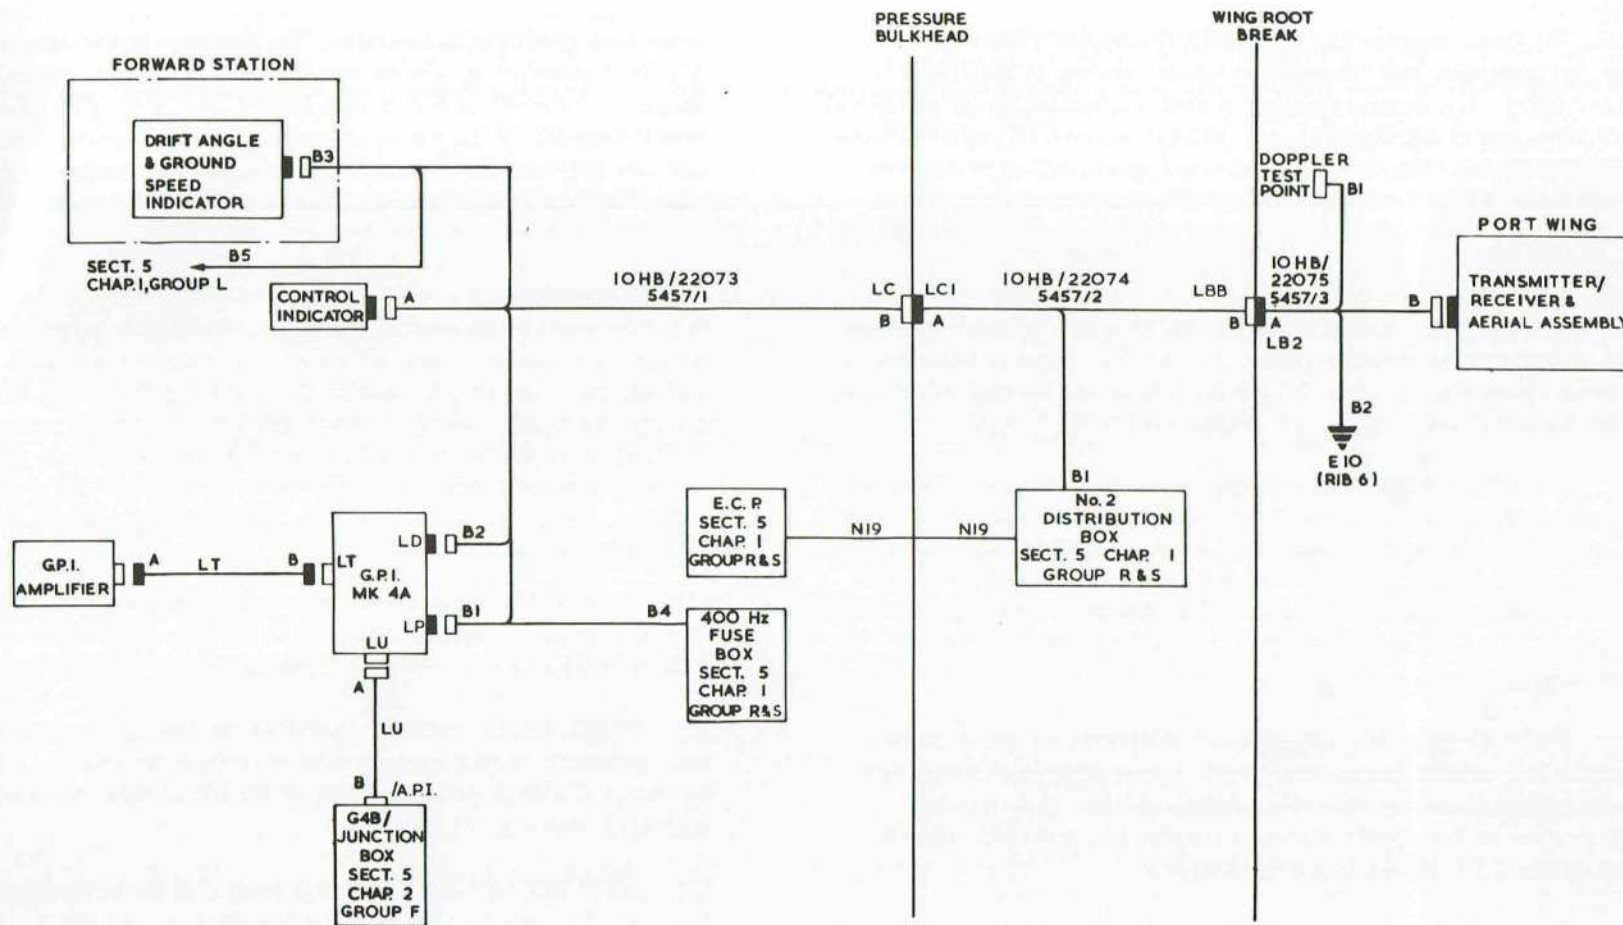 PRESSURE
BULKHEAD
WING ROOT
BREAK
FORWARD STATION
DRIFT ANGLE
& GROUND
SPEED
INDICATOR
B3
B5
SECT. 5
CHAP. 1, GROUP L
CONTROL
INDICATOR
A
10HB/22073
5457/1
LC
LC1
B
A
10HB/22074
5457/2
LBB
B
A
LB2
10HB/
22075
5457/3
DOPPLER
TEST
POINT
B1
B
PORT WING
TRANSMITTER/
RECEIVER &
AERIAL ASSEMBLY
B2
E10
(RIB 6)
B1
No. 2
DISTRIBUTION
BOX
SECT. 5 CHAP. 1
GROUP R & S
E.C.P.
SECT. 5
CHAP. 1
GROUP R & S
N19
N19
G.P.I.
AMPLIFIER
A
LT
B
LT
LD
G.P.I.
MK 4A
LP
LU
B2
B1
B4
400 Hz
FUSE
BOX
SECT. 5
CHAP. 1
GROUP R & S
A
LU
B
/A.P.I.
G4B/
JUNCTION
BOX
SECT. 5
CHAP. 2
GROUP F